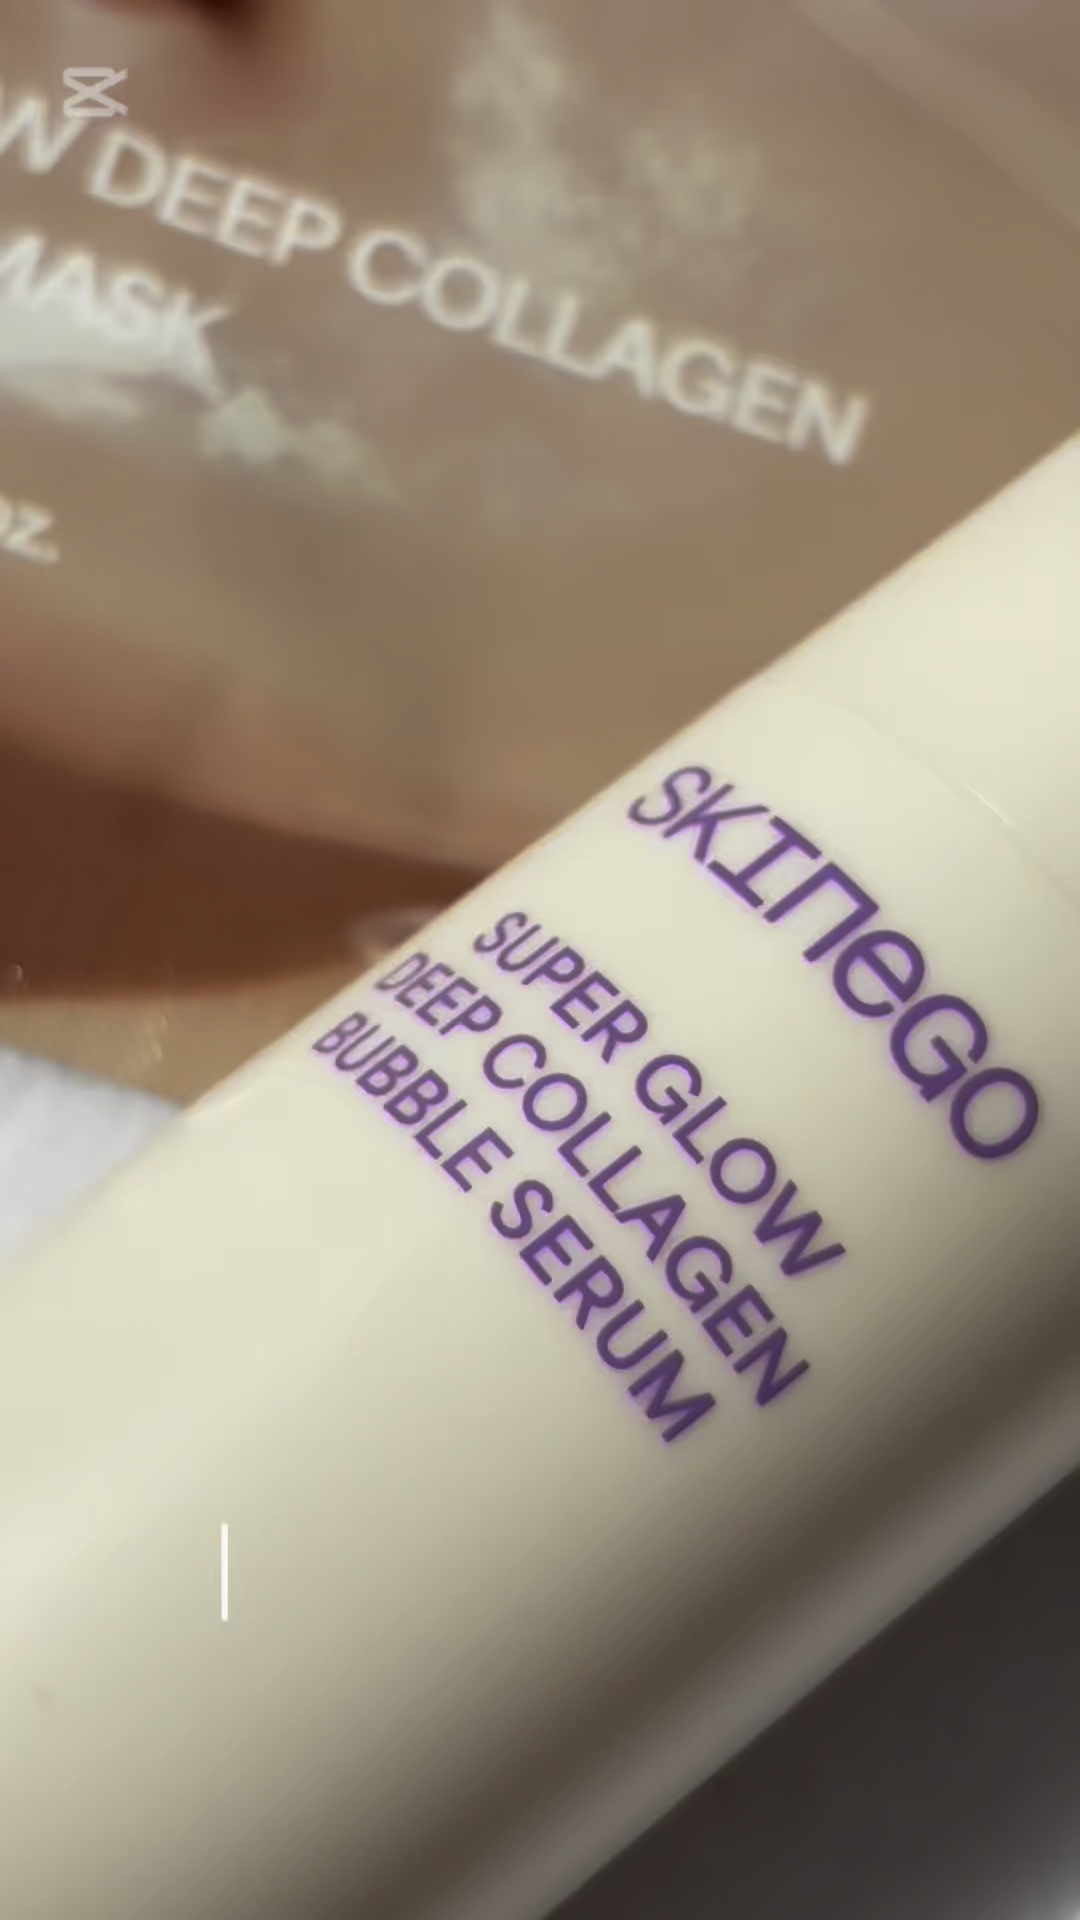 W DEEP COLLAGEN
MASK
OZ.
SKINEGO
SUPER GLOW
DEEP COLLAGEN
BUBBLE SERUM